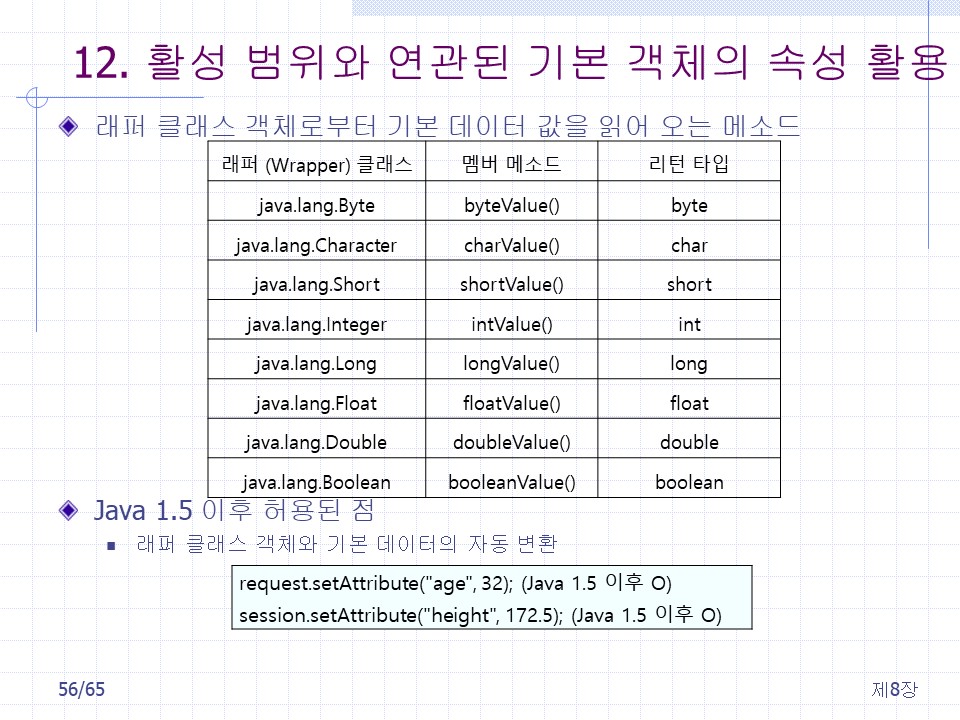 12. 활성 범위와 연관된 기본 객체의 속성 활용
래퍼 클래스 객체로부터 기본 데이터 값을 읽어 오는 메소드
래퍼 (Wrapper) 클래스 멤버 메소드 리턴 타입
java.lang.Byte byteValue() byte
java.lang.Character charValue() char
java.lang.Short shortValue() short
java.lang.Integer intValue() int
java.lang.Long longValue() long
java.lang.Float floatValue() float
java.lang.Double doubleValue() double
java.lang.Boolean booleanValue() boolean
Java 1.5 이후 허용된 점
래퍼 클래스 객체와 기본 데이터의 자동 변환
request.setAttribute("age", 32); (Java 1.5 이후 O)
session.setAttribute("height", 172.5); (Java 1.5 이후 O)
56/65 제8장